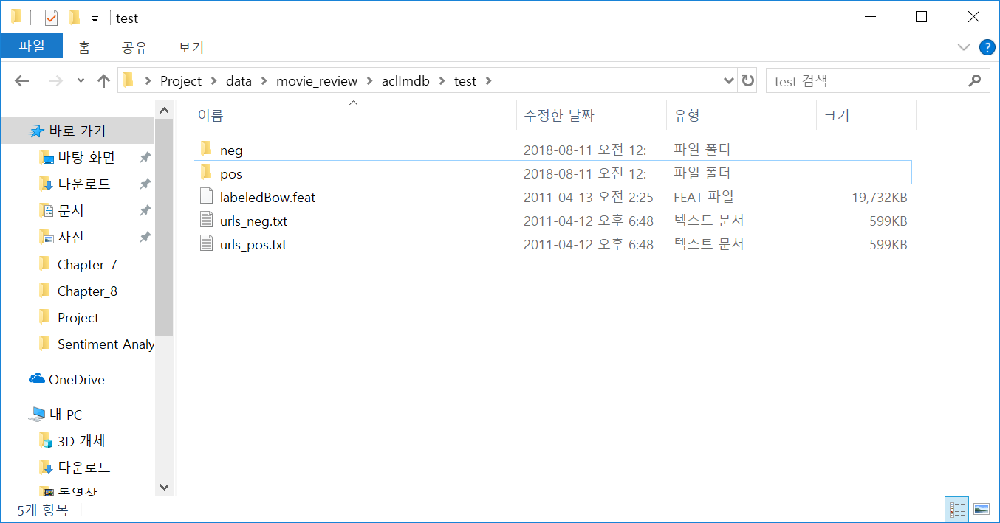 test
파일 홈 공유 보기
Project data movie_review aclImdb test
test 검색
이름 수정한 날짜 유형 크기
neg 2018-08-11 오전 12: 파일 폴더
pos 2018-08-11 오전 12: 파일 폴더
labeledBow.feat 2011-04-13 오전 2:25 FEAT 파일 19,732KB
urls_neg.txt 2011-04-12 오후 6:48 텍스트 문서 599KB
urls_pos.txt 2011-04-12 오후 6:48 텍스트 문서 599KB
바로 가기
바탕 화면
다운로드
문서
사진
Chapter_7
Chapter_8
Project
Sentiment Analy
OneDrive
내 PC
3D 개체
다운로드
동영상
5개 항목